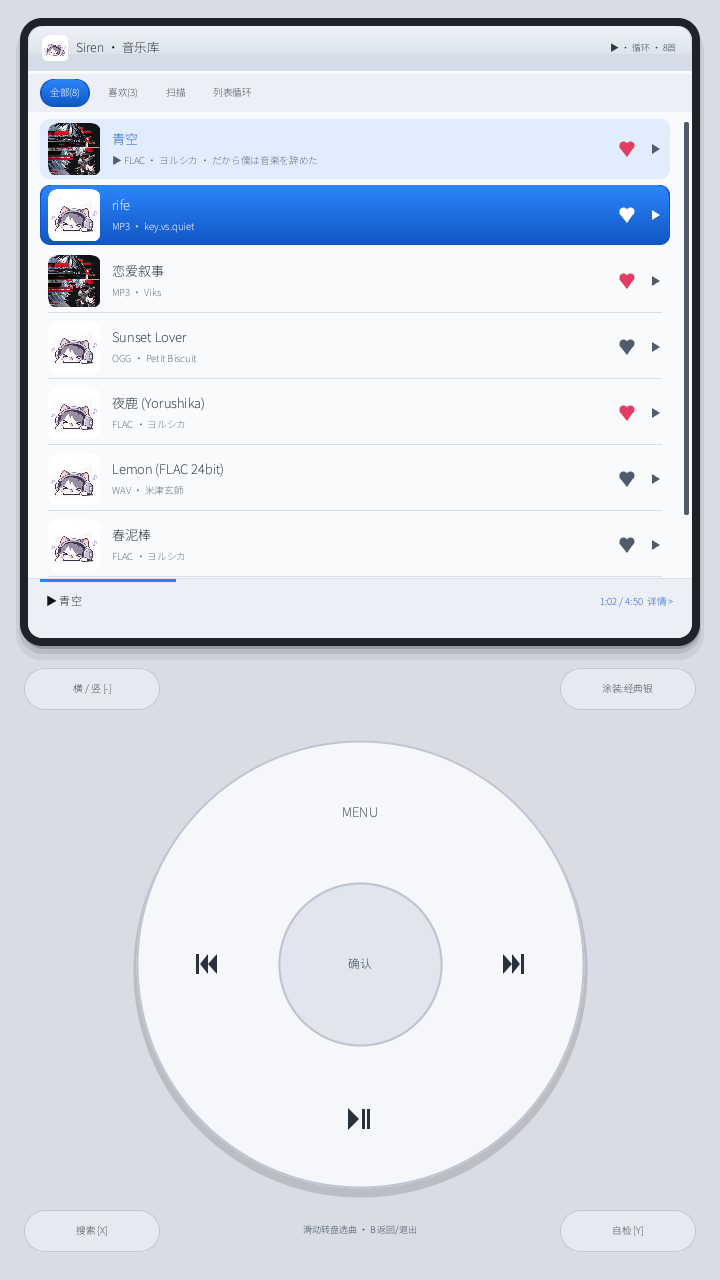 Siren • 音乐库
▶ • 循环 • 8首
全部(8) 喜欢(3) 扫描 列表循环
青空
▶ FLAC • ヨルシカ • だから僕は音楽を辞めた
rife
MP3 • key.vs.quiet
恋爱叙事
MP3 • Viks
Sunset Lover
OGG • Petit Biscuit
夜鹿 (Yorushika)
FLAC • ヨルシカ
Lemon (FLAC 24bit)
WAV • 米津玄師
春泥棒
FLAC • ヨルシカ
▶ 青空
1:02 / 4:50 详情>
横 / 竖 [-]
涂装:经典银
MENU
确认
搜索 [X]
滑动转盘选曲 • B 返回/退出
自检 [Y]